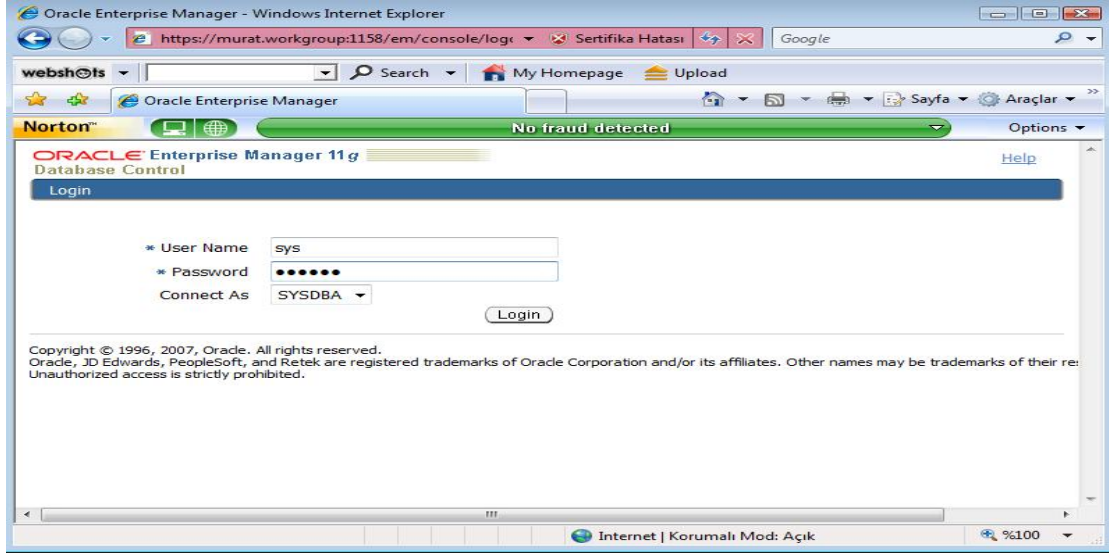 Oracle Enterprise Manager - Windows Internet Explorer
https://murat.workgroup:1158/em/console/logo Sertifika Hatası Google
webshots Search My Homepage Upload
Oracle Enterprise Manager Sayfa Araçlar
Norton™ No fraud detected Options
ORACLE Enterprise Manager 11g Help
Database Control
Login
* User Name sys
* Password ••••••
Connect As SYSDBA
Login
Copyright © 1996, 2007, Oracle. All rights reserved.
Oracle, JD Edwards, PeopleSoft, and Retek are registered trademarks of Oracle Corporation and/or its affiliates. Other names may be trademarks of their
Unauthorized access is strictly prohibited.
Internet | Korumalı Mod: Açık %100